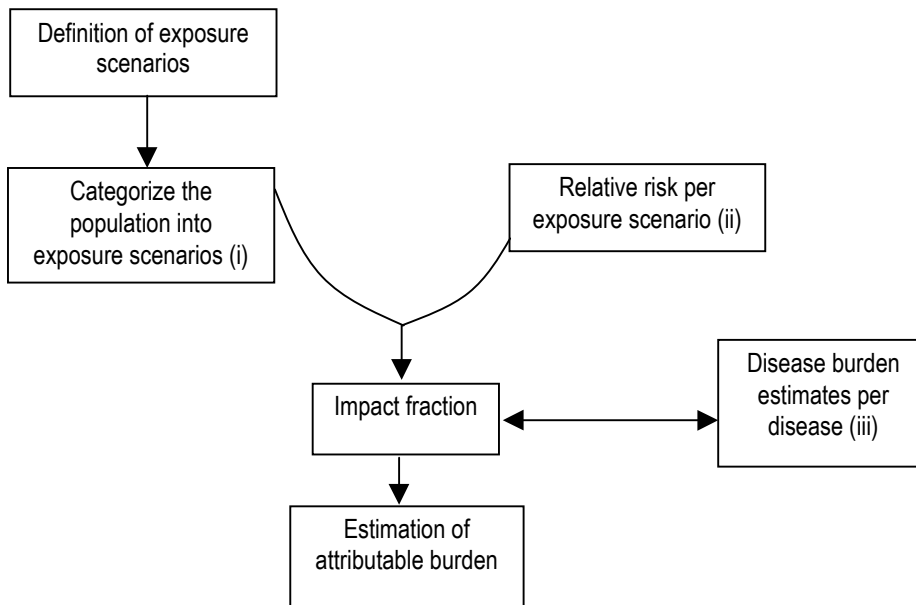 Definition of exposure
scenarios
Categorize the
population into
exposure scenarios (i)
Relative risk per
exposure scenario (ii)
Impact fraction
Disease burden
estimates per
disease (iii)
Estimation of
attributable burden